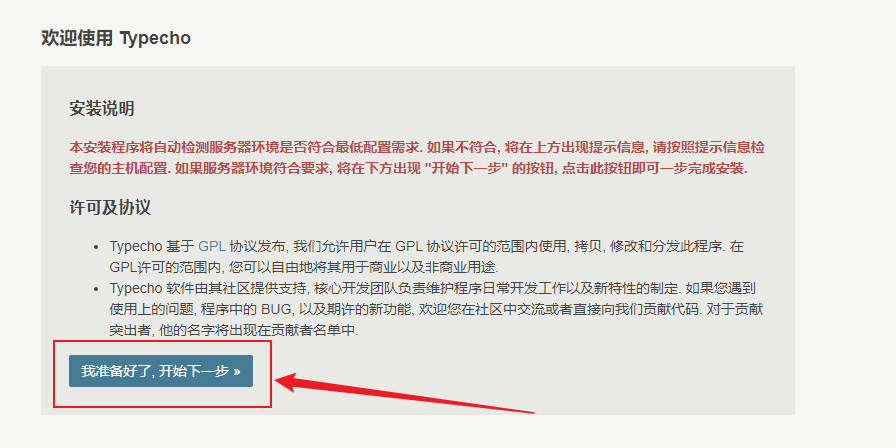 欢迎使用 Typecho
安装说明
本安装程序将自动检测服务器环境是否符合最低配置需求. 如果不符合, 将在上方出现提示信息, 请按照提示信息检
查您的主机配置. 如果服务器环境符合要求, 将在下方出现 "开始下一步" 的按钮, 点击此按钮即可一步完成安装.
许可及协议
• Typecho 基于 GPL 协议发布, 我们允许用户在 GPL 协议许可的范围内使用, 拷贝, 修改和分发此程序. 在
GPL许可的范围内, 您可以自由地将其用于商业以及非商业用途.
• Typecho 软件由其社区提供支持, 核心开发团队负责维护程序日常开发工作以及新特性的制定. 如果您遇到
使用上的问题, 程序中的 BUG, 以及期许的新功能, 欢迎您在社区中交流或者直接向我们贡献代码. 对于贡献
突出者, 他的名字将出现在贡献者名单中.
我准备好了, 开始下一步 »